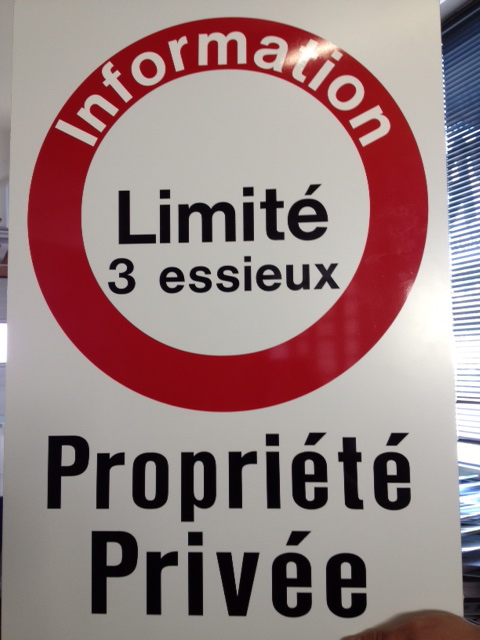 Information
Limité
3 essieux
Propriété
Privée